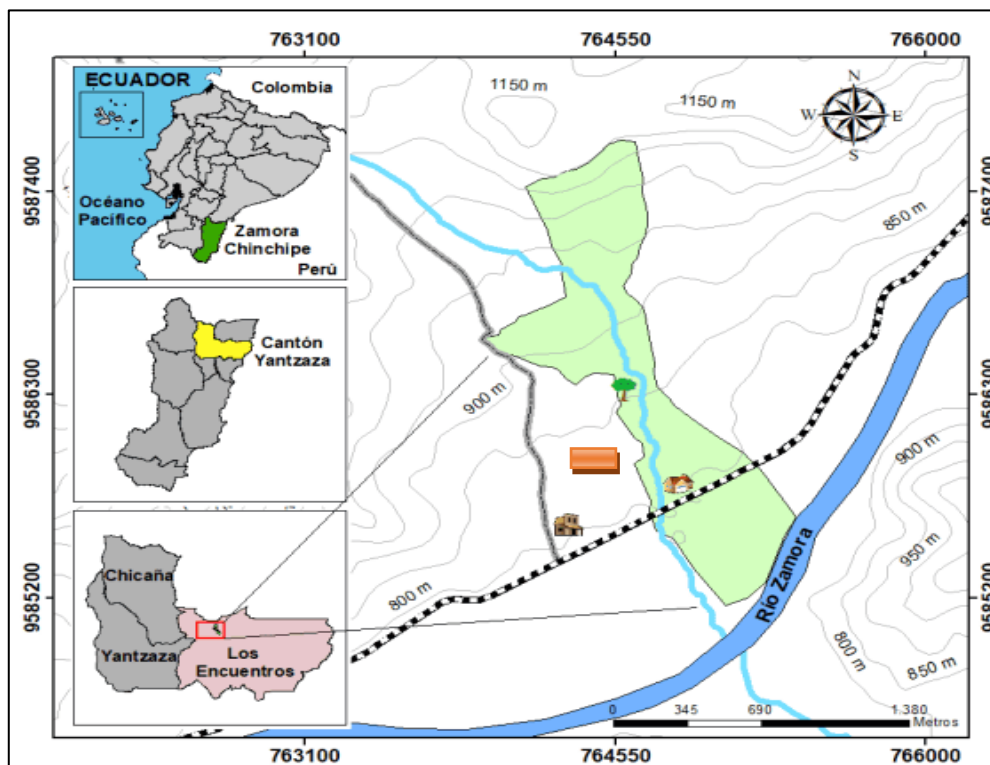 763100
764550
766000
ECUADOR
Colombia
Océano
Pacífico
Zamora
Chinchipe
Perú
Cantón
Yantzaza
Chicaña
Yantzaza
Los
Encuentros
1150 m
1150 m
N
W
E
S
850 m
900 m
900 m
950 m
800 m
800 m
850 m
Río Zamora
0
345
690
1.380
Metros
9587400
9586300
9585200
9587400
9586300
9585200
763100
764550
766000